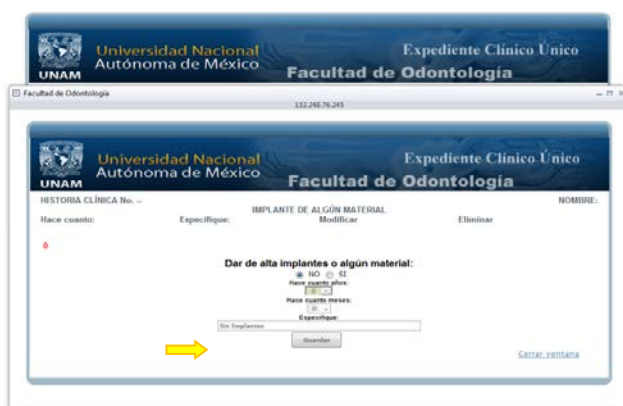 UNAM
Universidad Nacional
Autónoma de México
Expediente Clínico Único
Facultad de Odontología
Facultad de Odontología
132.248.76.245
UNAM
Universidad Nacional
Autónoma de México
Expediente Clínico Único
Facultad de Odontología
HISTORIA CLÍNICA No. --
NOMBRE:
IMPLANTE DE ALGÚN MATERIAL
Hace cuanto: Especifique: Modificar Eliminar
0
Dar de alta implantes o algún material:
NO SI
Hace cuanto años:
0
Hace cuanto meses:
0
Especifique:
Sin Implantes
Guardar
Cerrar ventana